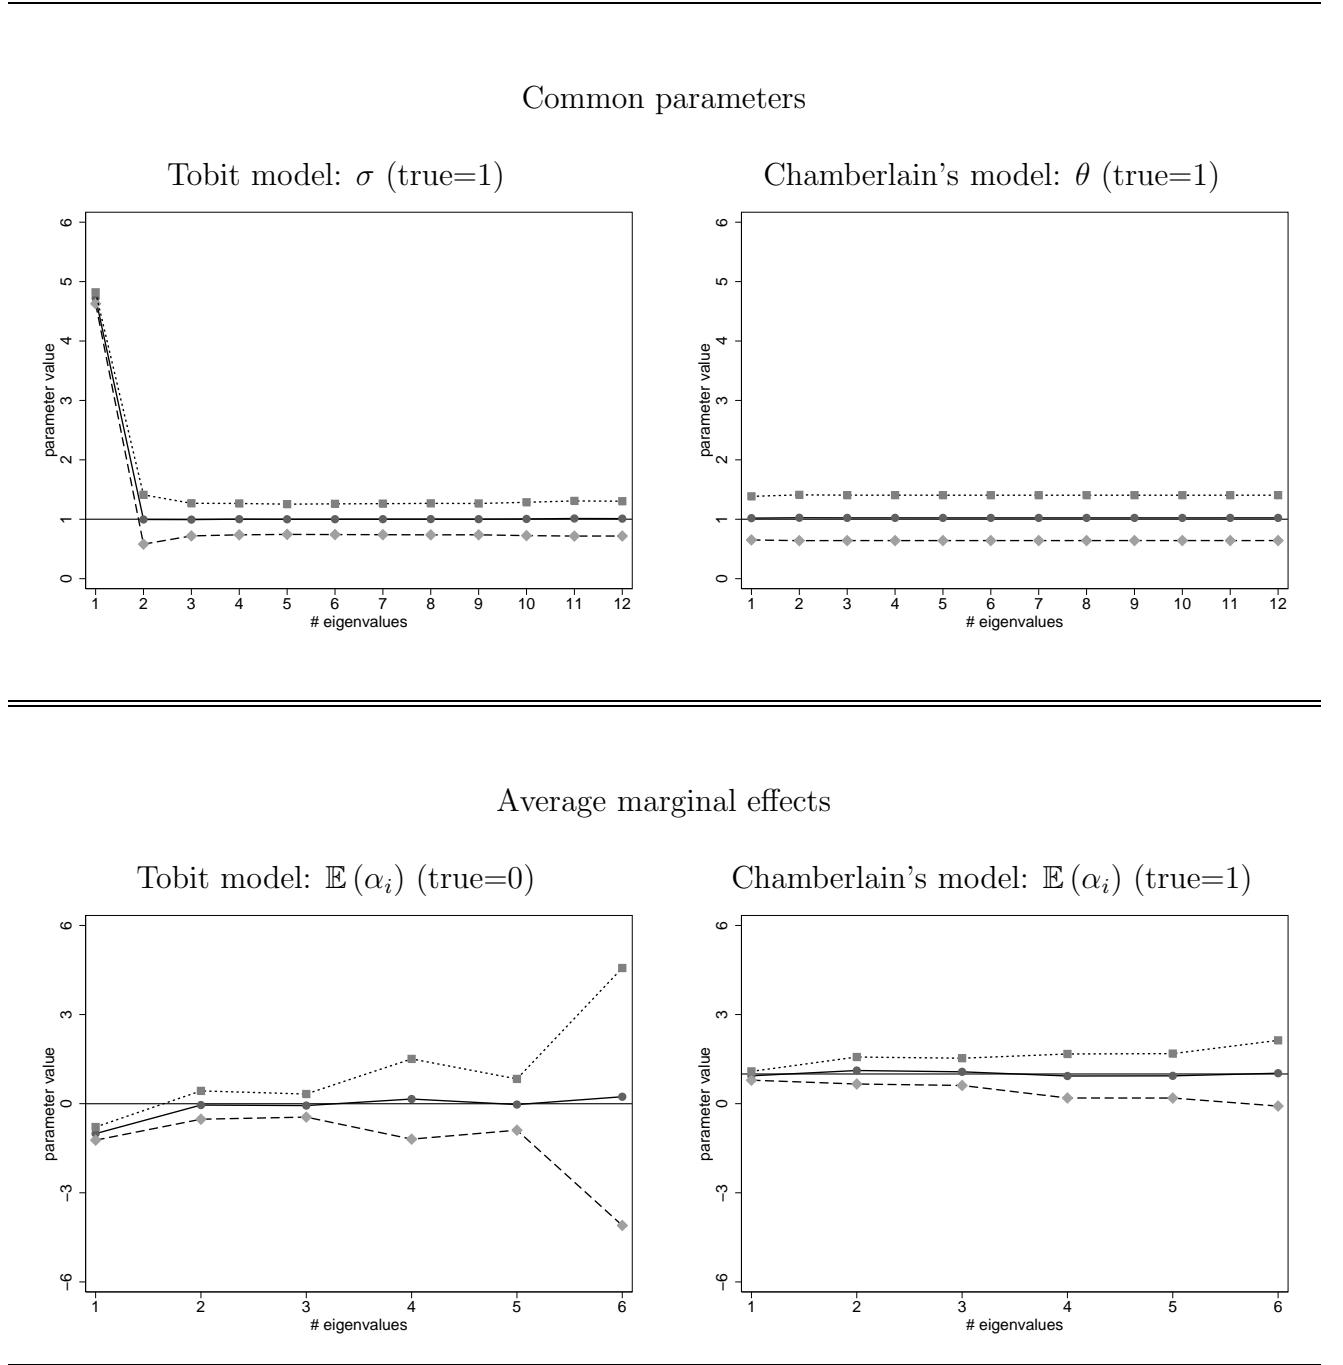 Common parameters
Tobit model: σ (true=1)
Chamberlain's model: θ (true=1)
parameter value
0 1 2 3 4 5 6
1 2 3 4 5 6 7 8 9 10 11 12
# eigenvalues
parameter value
0 1 2 3 4 5 6
1 2 3 4 5 6 7 8 9 10 11 12
# eigenvalues
Average marginal effects
Tobit model: 𝔼 (αᵢ) (true=0)
Chamberlain's model: 𝔼 (αᵢ) (true=1)
parameter value
−6 −3 0 3 6
1 2 3 4 5 6
# eigenvalues
parameter value
−6 −3 0 3 6
1 2 3 4 5 6
# eigenvalues